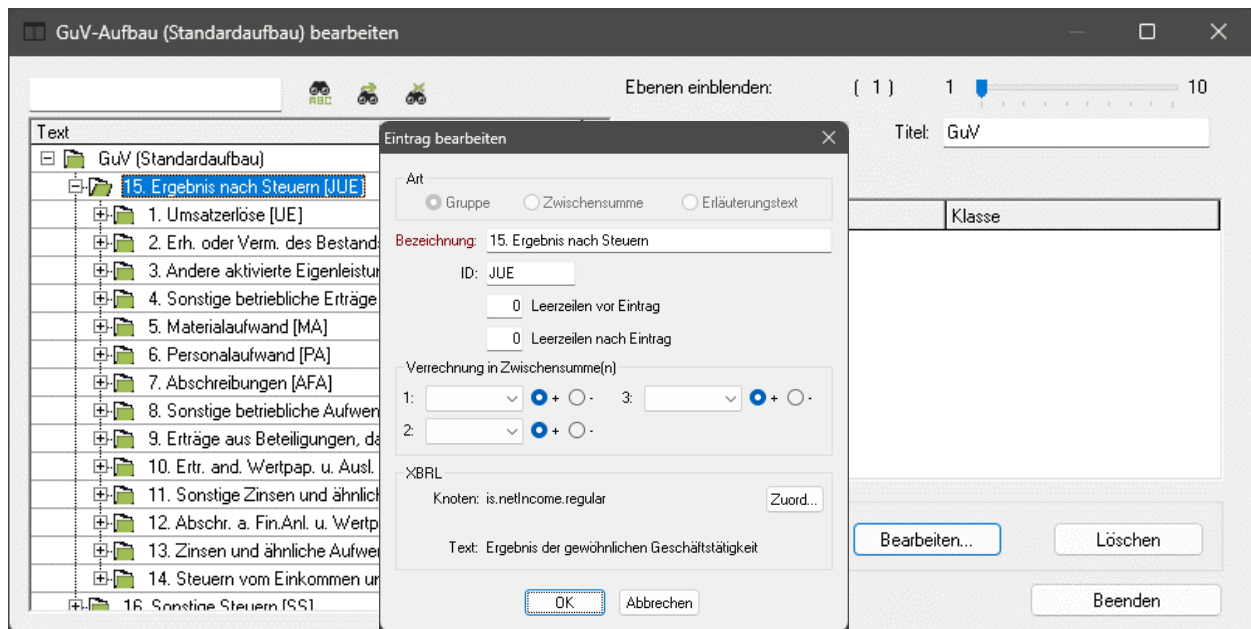 GuV-Aufbau (Standardaufbau) bearbeiten
ABC
Ebenen einblenden: ( 1 ) 1 10
Titel: GuV
Text
Klasse
GuV (Standardaufbau)
15. Ergebnis nach Steuern [JUE]
1. Umsatzerlöse [UE]
2. Erh. oder Verm. des Bestand
3. Andere aktivierte Eigenleistu
4. Sonstige betriebliche Erträge
5. Materialaufwand [MA]
6. Personalaufwand [PA]
7. Abschreibungen [AFA]
8. Sonstige betriebliche Aufwen
9. Erträge aus Beteiligungen, da
10. Ertr. and. Wertpap. u. Ausl.
11. Sonstige Zinsen und ähnlich
12. Abschr. a. Fin.Anl. u. Wertp
13. Zinsen und ähnliche Aufwe
14. Steuern vom Einkommen un
16. Sonstige Steuern [SS]
Eintrag bearbeiten
Art
Gruppe Zwischensumme Erläuterungstext
Bezeichnung: 15. Ergebnis nach Steuern
ID: JUE
0 Leerzeilen vor Eintrag
0 Leerzeilen nach Eintrag
Verrechnung in Zwischensumme(n)
1: + - 3: + -
2: + -
XBRL
Knoten: is.netIncome.regular Zuord...
Text: Ergebnis der gewöhnlichen Geschäftstätigkeit
OK Abbrechen
Bearbeiten... Löschen
Beenden